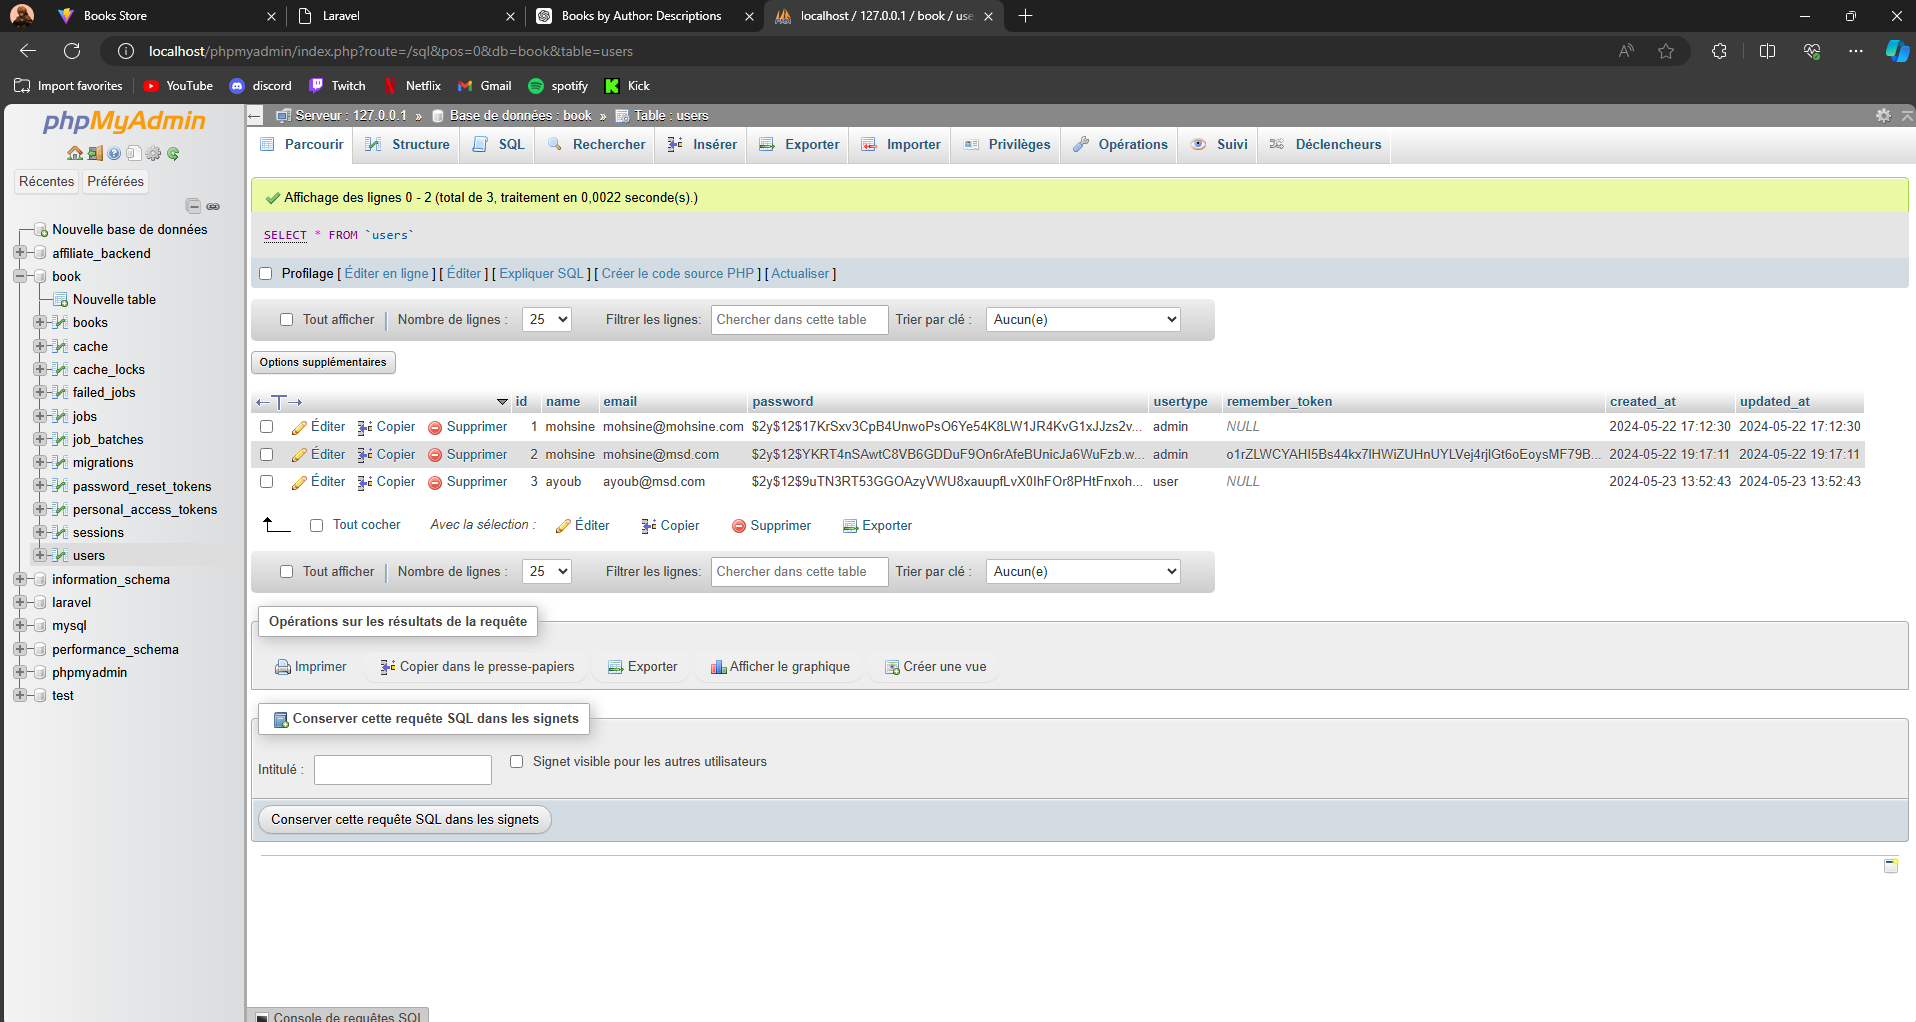 Books Store
Laravel
Books by Author: Descriptions
localhost / 127.0.0.1 / book / use
localhost/phpmyadmin/index.php?route=/sql&pos=0&db=book&table=users
Import favorites
YouTube
discord
Twitch
Netflix
Gmail
spotify
Kick
phpMyAdmin
Récentes Préférées
Nouvelle base de données
affiliate_backend
book
Nouvelle table
books
cache
cache_locks
failed_jobs
jobs
job_batches
migrations
password_reset_tokens
personal_access_tokens
sessions
users
information_schema
laravel
mysql
performance_schema
phpmyadmin
test
Serveur : 127.0.0.1 » Base de données : book » Table : users
Parcourir Structure SQL Rechercher Insérer Exporter Importer Privilèges Opérations Suivi Déclencheurs
Affichage des lignes 0 - 2 (total de 3, traitement en 0,0022 seconde(s).)
SELECT * FROM `users`
Profilage [ Éditer en ligne ] [ Éditer ] [ Expliquer SQL ] [ Créer le code source PHP ] [ Actualiser ]
Tout afficher Nombre de lignes : 25 Filtrer les lignes: Chercher dans cette table Trier par clé : Aucun(e)
Options supplémentaires
←T→ id name email password usertype remember_token created_at updated_at
Éditer Copier Supprimer 1 mohsine mohsine@mohsine.com $2y$12$17KrSxv3CpB4UnwoPsO6Ye54K8LW1JR4KvG1xJJzs2v... admin NULL 2024-05-22 17:12:30 2024-05-22 17:12:30
Éditer Copier Supprimer 2 mohsine mohsine@msd.com $2y$12$YKRT4nSAwtC8VB6GDDuF9On6rAfeBUnicJa6WuFzb.w... admin o1rZLWCYAHI5Bs44kx7lHWiZUHnUYLVej4rjlGt6oEoysMF79B... 2024-05-22 19:17:11 2024-05-22 19:17:11
Éditer Copier Supprimer 3 ayoub ayoub@msd.com $2y$12$9uTN3RT53GGOAzyVWU8xauupfLvX0IhFOr8PHtFnxoh... user NULL 2024-05-23 13:52:43 2024-05-23 13:52:43
Tout cocher Avec la sélection : Éditer Copier Supprimer Exporter
Tout afficher Nombre de lignes : 25 Filtrer les lignes: Chercher dans cette table Trier par clé : Aucun(e)
Opérations sur les résultats de la requête
Imprimer Copier dans le presse-papiers Exporter Afficher le graphique Créer une vue
Conserver cette requête SQL dans les signets
Intitulé : Signet visible pour les autres utilisateurs
Conserver cette requête SQL dans les signets
Console de requêtes SQL